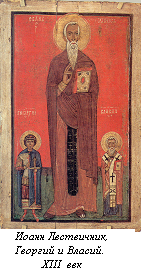 Иоанн Лествичник,
Георгий и Власий.
XIII век